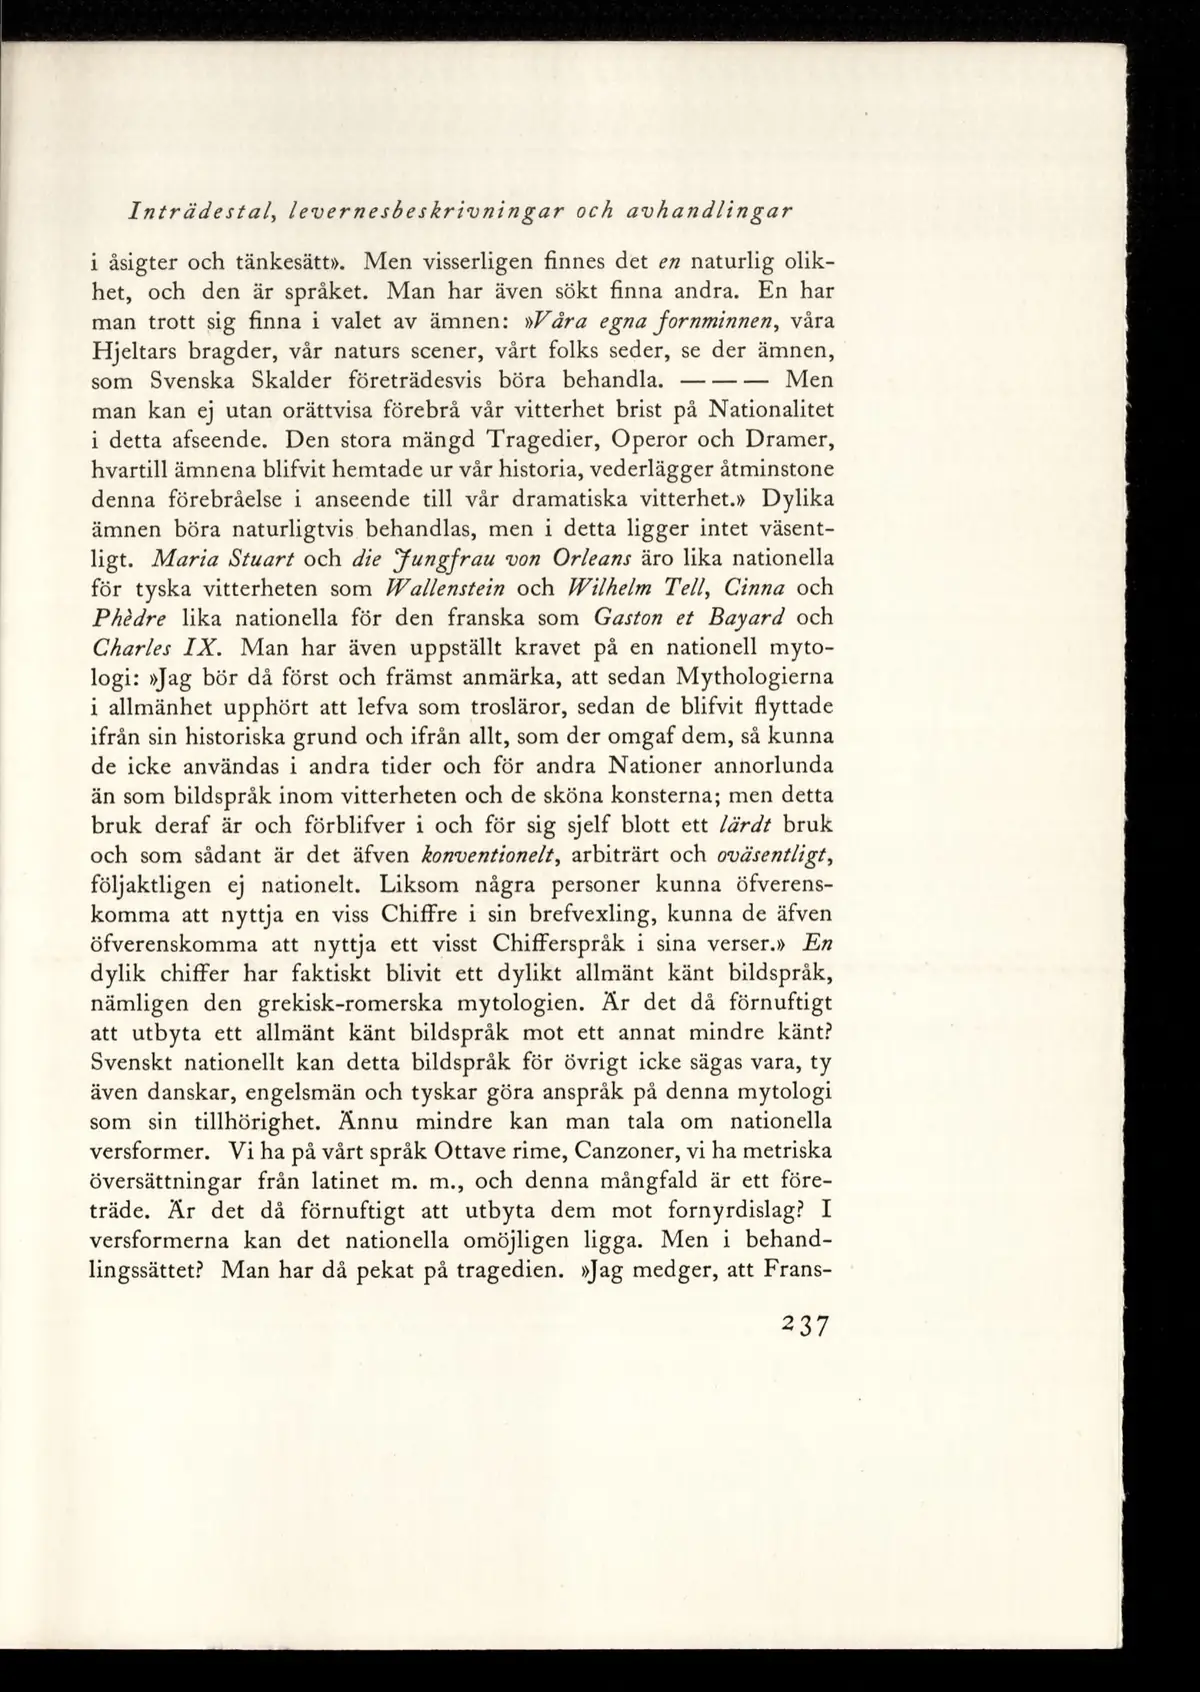 Inträdestal, levernesbeskrivningar och avhandlingar
i åsigter och tänkesätt». Men visserligen finnes det en naturlig olik-
het, och den är språket. Man har även sökt finna andra. En har
man trott sig finna i valet av ämnen: »Våra egna fornminnen, våra
Hjeltars bragder, vår naturs scener, vårt folks seder, se der ämnen,
som Svenska Skalder företrädesvis böra behandla. — — — Men
man kan ej utan orättvisa förebrå vår vitterhet brist på Nationalitet
i detta afseende. Den stora mängd Tragedier, Operor och Dramer,
hvartill ämnena blifvit hemtade ur vår historia, vederlägger åtminstone
denna förebråelse i anseende till vår dramatiska vitterhet.» Dylika
ämnen böra naturligtvis behandlas, men i detta ligger intet väsent-
ligt. Maria Stuart och die Jungfrau von Orleans äro lika nationella
för tyska vitterheten som Wallenstein och Wilhelm Tell, Cinna och
Phèdre lika nationella för den franska som Gaston et Bayard och
Charles IX. Man har även uppställt kravet på en nationell myto-
logi: »Jag bör då först och främst anmärka, att sedan Mythologierna
i allmänhet upphört att lefva som trosläror, sedan de blifvit flyttade
ifrån sin historiska grund och ifrån allt, som der omgaf dem, så kunna
de icke användas i andra tider och för andra Nationer annorlunda
än som bildspråk inom vitterheten och de sköna konsterna; men detta
bruk deraf är och förblifver i och för sig sjelf blott ett lärdt bruk
och som sådant är det äfven konventionelt, arbiträrt och oväsentligt,
följaktligen ej nationelt. Liksom några personer kunna öfverens-
komma att nyttja en viss Chiffre i sin brefvexling, kunna de äfven
öfverenskomma att nyttja ett visst Chifferspråk i sina verser.» En
dylik chiffer har faktiskt blivit ett dylikt allmänt känt bildspråk,
nämligen den grekisk-romerska mytologien. Är det då förnuftigt
att utbyta ett allmänt känt bildspråk mot ett annat mindre känt?
Svenskt nationellt kan detta bildspråk för övrigt icke sägas vara, ty
även danskar, engelsmän och tyskar göra anspråk på denna mytologi
som sin tillhörighet. Ännu mindre kan man tala om nationella
versformer. Vi ha på vårt språk Ottave rime, Canzoner, vi ha metriska
översättningar från latinet m. m., och denna mångfald är ett före-
träde. Är det då förnuftigt att utbyta dem mot fornyrdislag? I
versformerna kan det nationella omöjligen ligga. Men i behand-
lingssättet? Man har då pekat på tragedien. »Jag medger, att Frans-
237